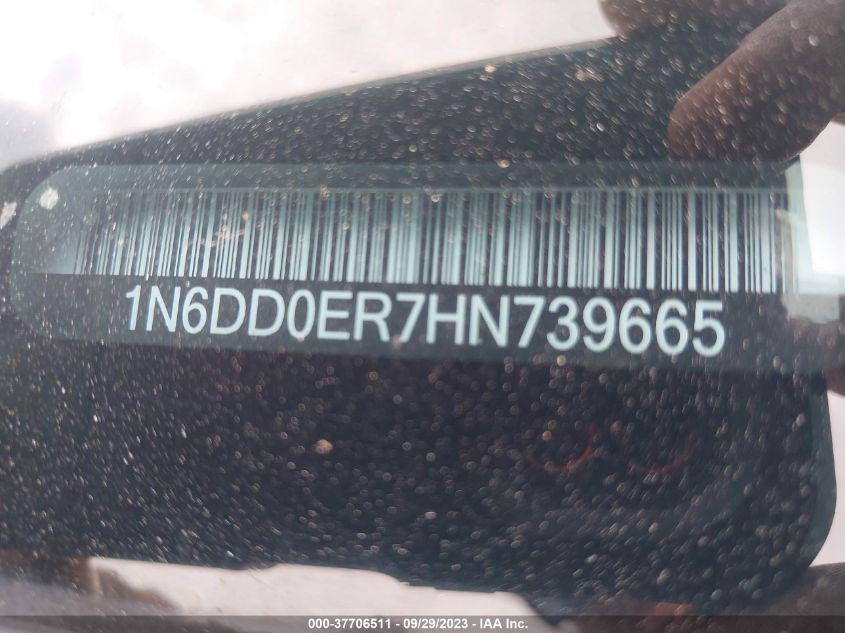 1N6DD0ER7HN739665
000-37706511 - 09/29/2023 - IAA Inc.